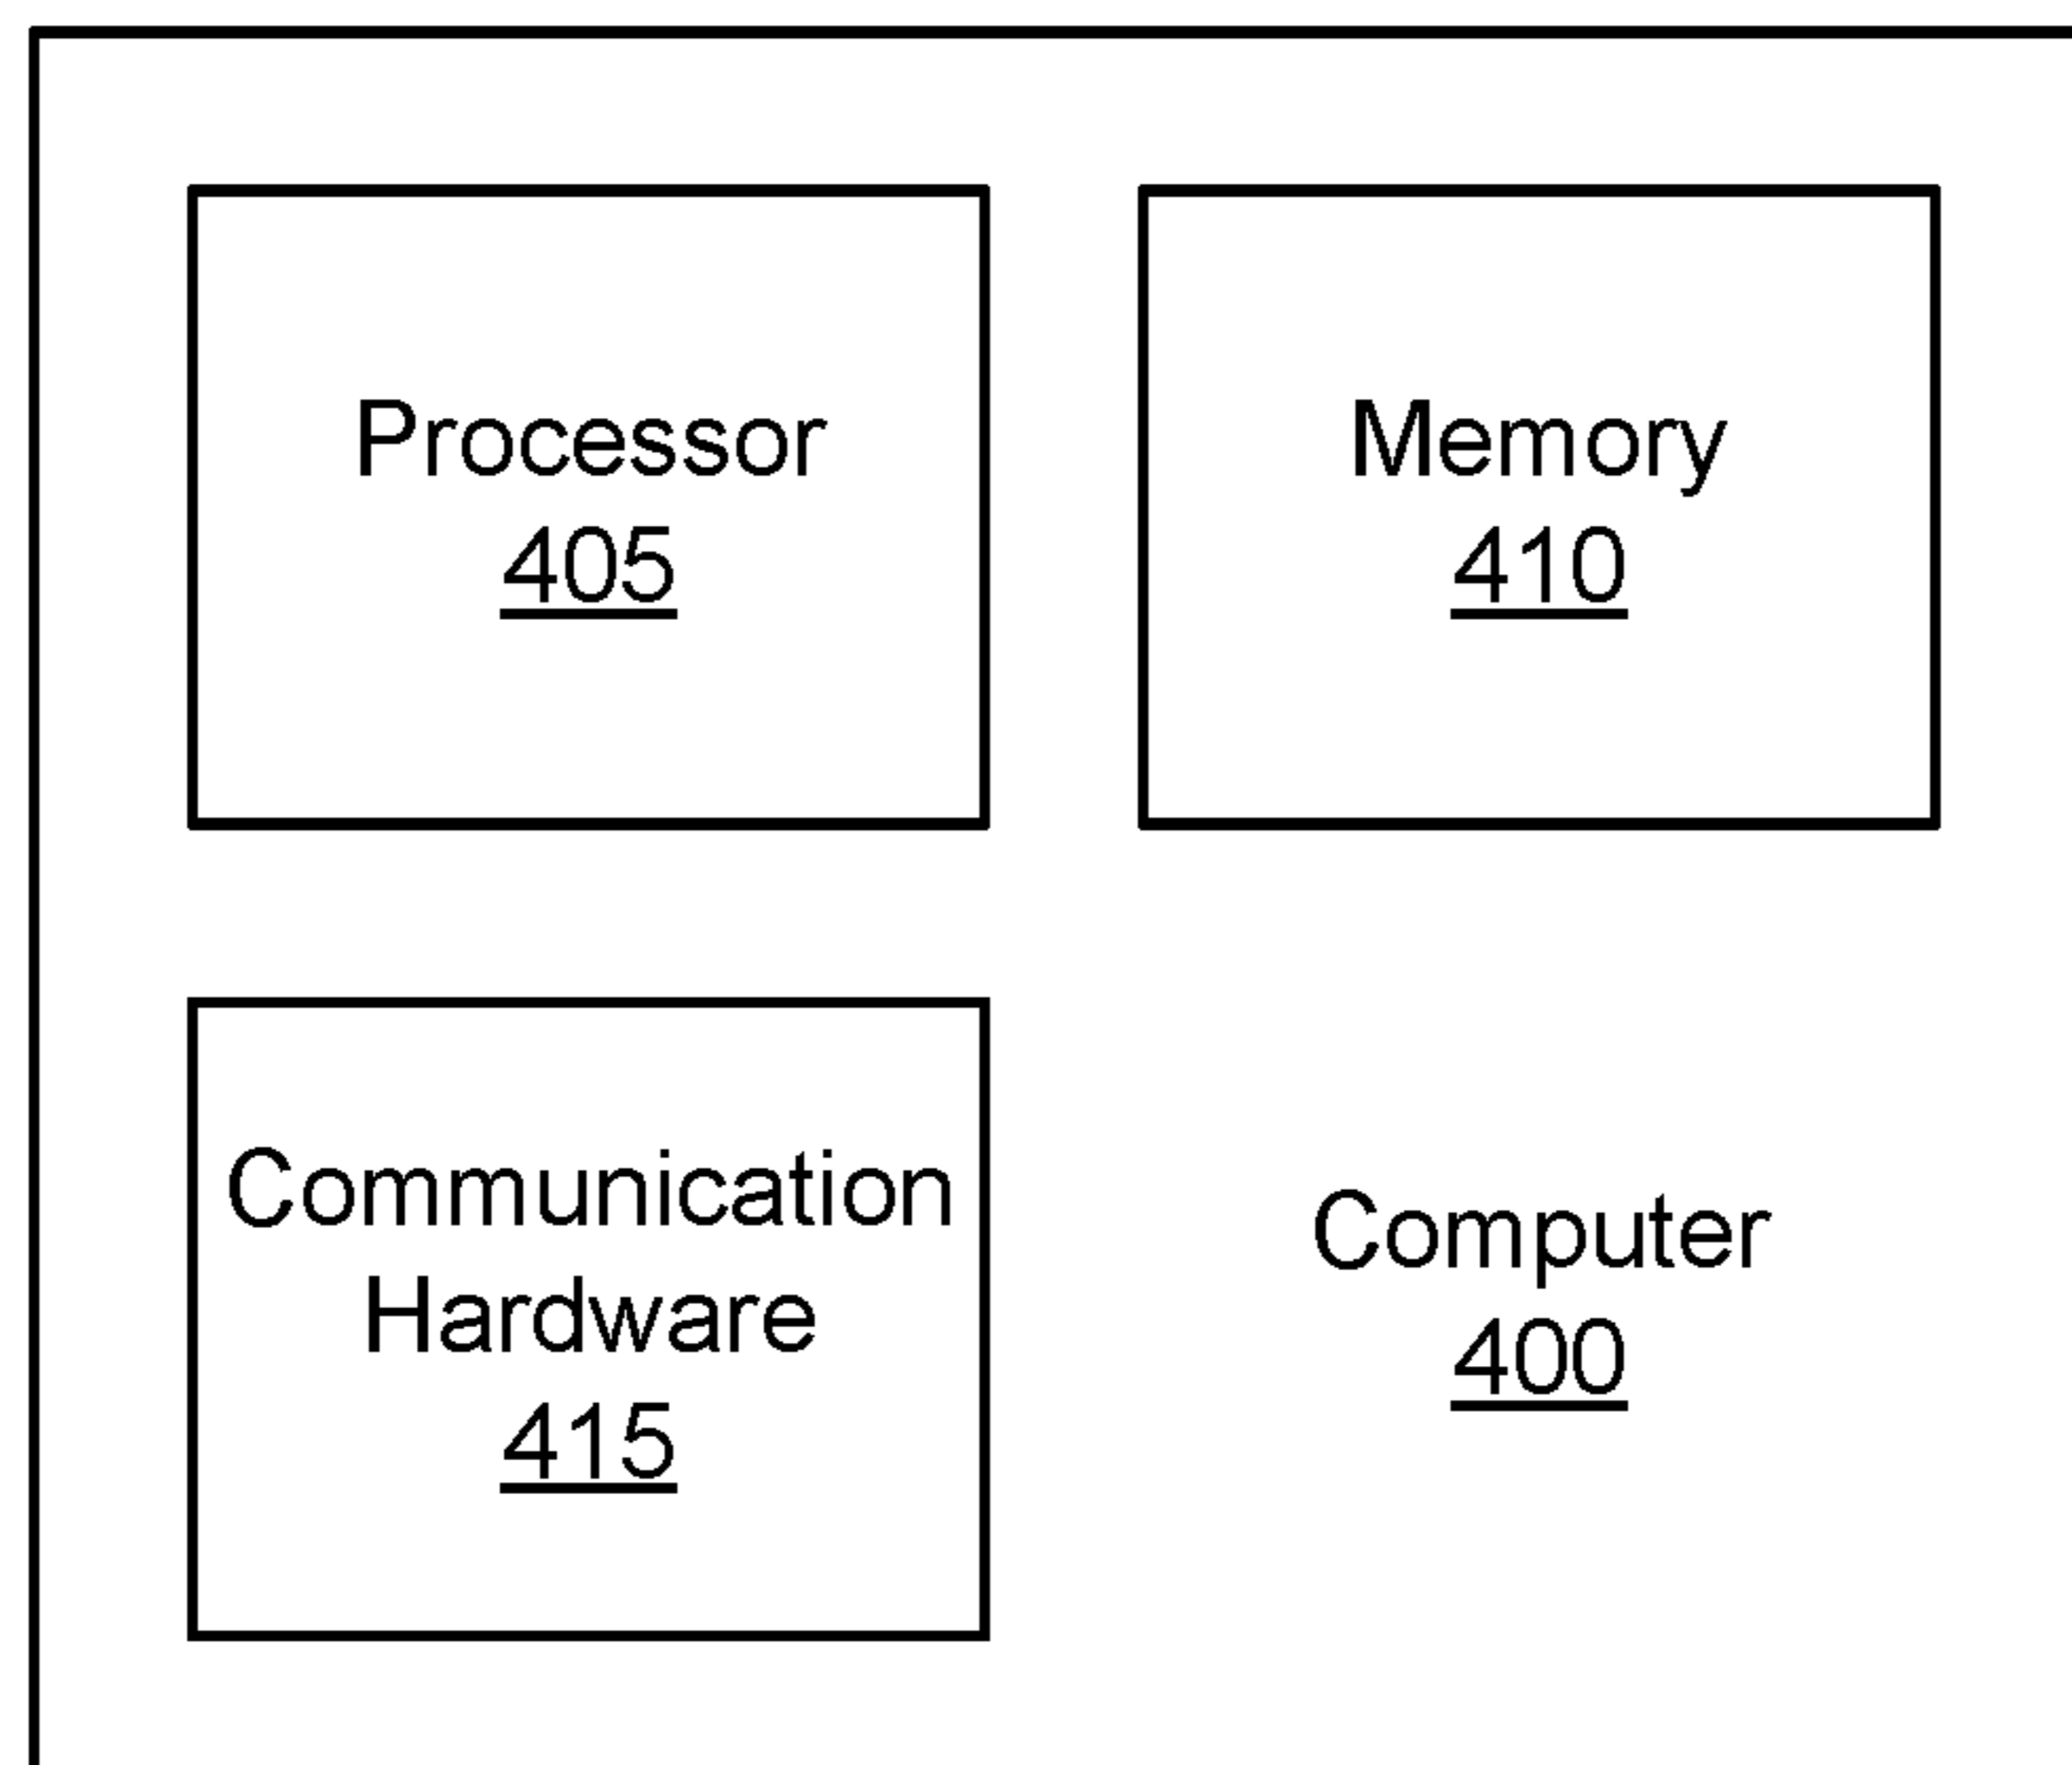 Processor
405
Memory
410
Communication
Hardware
415
Computer
400